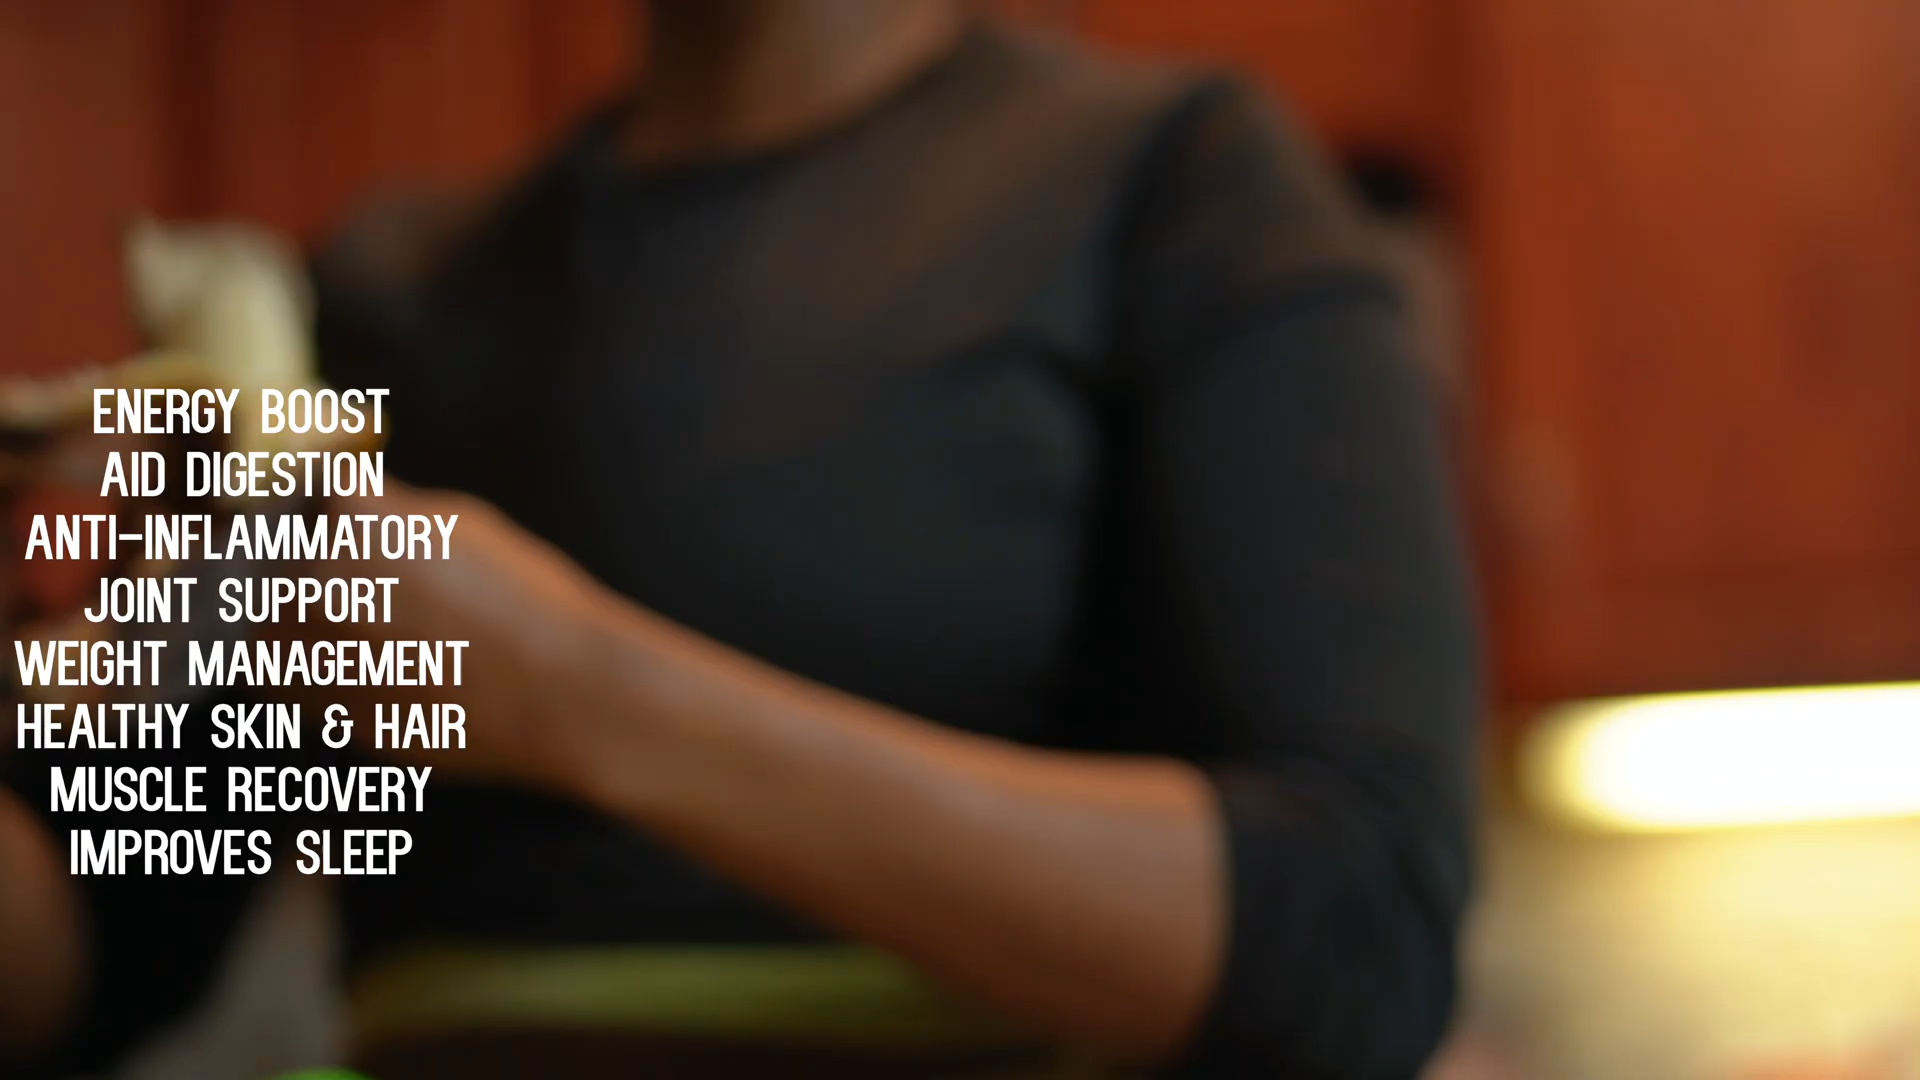 ENERGY BOOST
AID DIGESTION
ANTI-INFLAMMATORY
JOINT SUPPORT
WEIGHT MANAGEMENT
HEALTHY SKIN & HAIR
MUSCLE RECOVERY
IMPROVES SLEEP